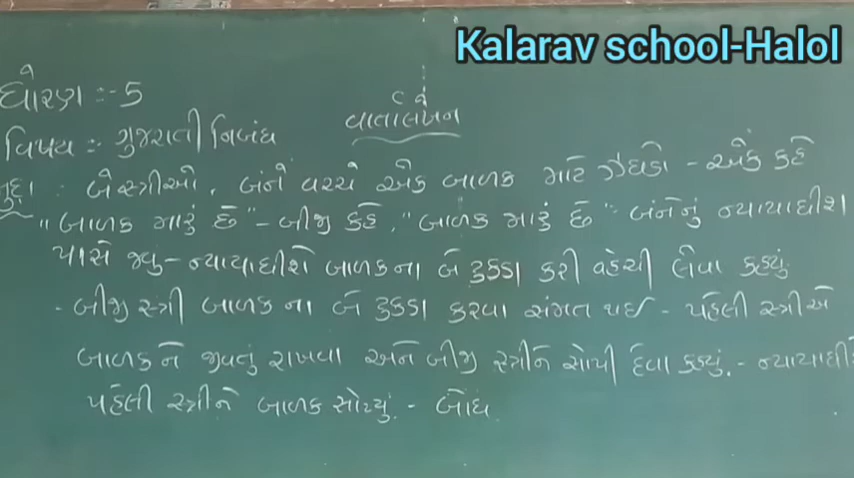 Kalarav school-Halol
ધોરણ :- 5
વાર્તાલેખન
વિષય :- ગુજરાતી નિબંધ
મુદ્દા : બે સ્ત્રીઓ, બંને વચ્ચે એક બાળક માટે ઝઘડો - એક કહે
"બાળક મારું છે" - બીજી કહે, "બાળક મારું છે" - બંનેનું ન્યાયાધીશ
પાસે જવું - ન્યાયાધીશે બાળકના બે ટુકડા કરી વહેંચી લેવા કહ્યું
- બીજી સ્ત્રી બાળક ના બે ટુકડા કરવા સંમત થઈ - પહેલી સ્ત્રીએ
બાળકને જીવતું રાખવા અને બીજી સ્ત્રીને સોંપી દેવા કહ્યું. -
પહેલી સ્ત્રીને બાળક સોંપ્યું. - બોધ